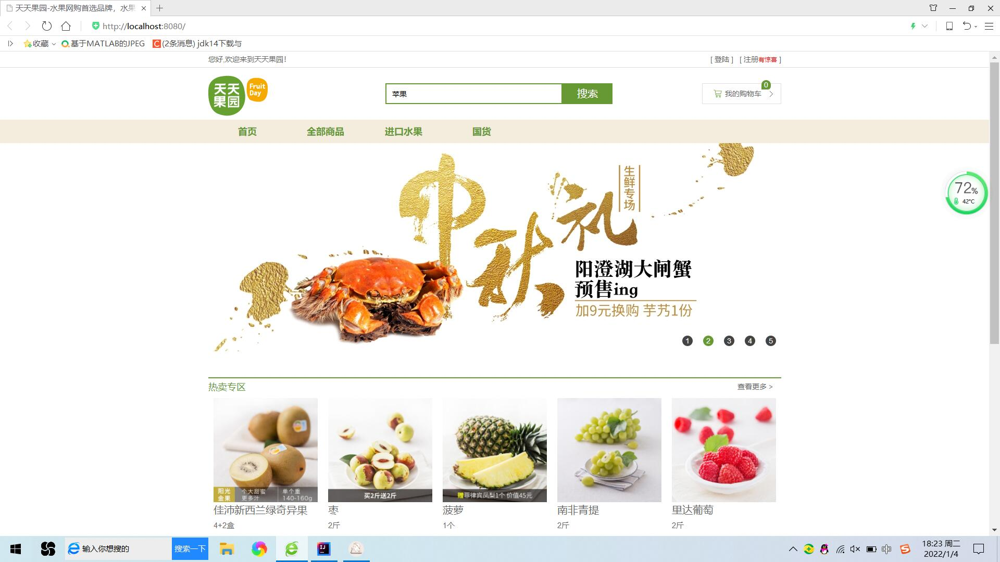 天天果园-水果网购首选品牌，水果
http://localhost:8080/
收藏
基于MATLAB的JPEG
(2条消息) jdk14下载与
您好,欢迎来到天天果园！
[ 登陆 ] [ 注册有惊喜 ]
天天果园
Fruit Day
苹果
搜索
0
我的购物车
首页
全部商品
进口水果
国货
中秋礼
生鲜专场
阳澄湖大闸蟹
预售ing
加9元换购 芋艿1份
1 2 3 4 5
72%
42°C
热卖专区
查看更多 >
阳光金果
个大甜蜜
更多汁
单个重
140-160g
买2斤送2斤
赠菲律宾凤梨1个 价值45元
佳沛新西兰绿奇异果
枣
菠萝
南非青提
里达葡萄
4+2盒
2斤
1个
2斤
2斤
输入你想搜的
搜索一下
IJ
中
S
18:23 周二
2022/1/4